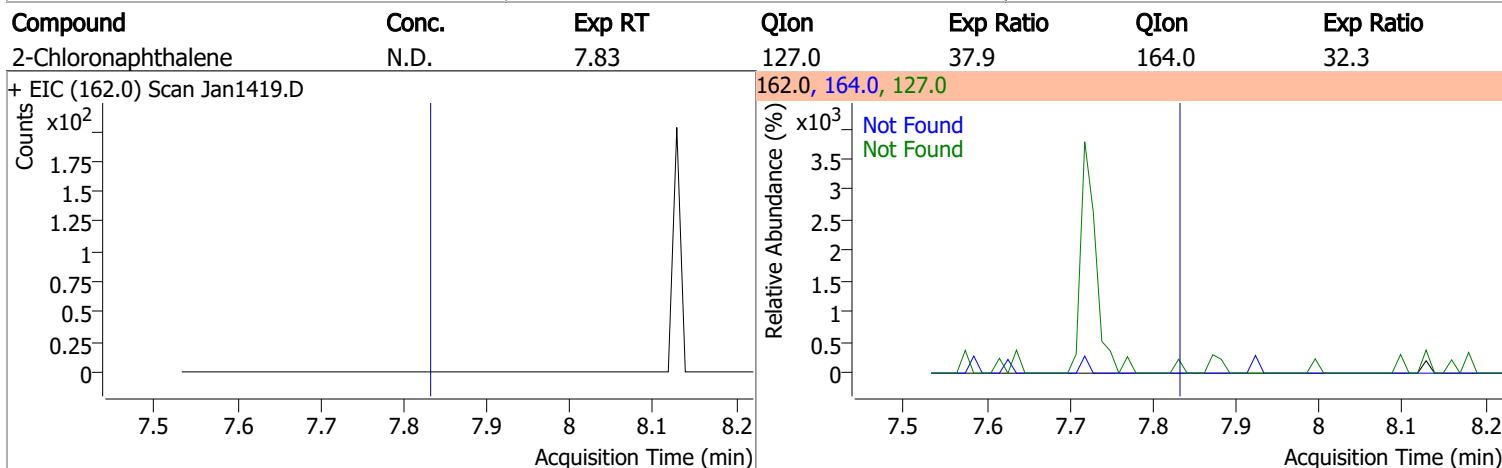 Compound Conc. Exp RT QIon Exp Ratio QIon Exp Ratio
2-Chloronaphthalene N.D. 7.83 127.0 37.9 164.0 32.3
+ EIC (162.0) Scan Jan1419.D
Counts
x10²
1.75
1.5
1.25
1
0.75
0.5
0.25
0
7.5 7.6 7.7 7.8 7.9 8 8.1 8.2
Acquisition Time (min)
162.0, 164.0, 127.0
Relative Abundance (%)
x10³
Not Found
Not Found
3.5
3
2.5
2
1.5
1
0.5
0
7.5 7.6 7.7 7.8 7.9 8 8.1 8.2
Acquisition Time (min)